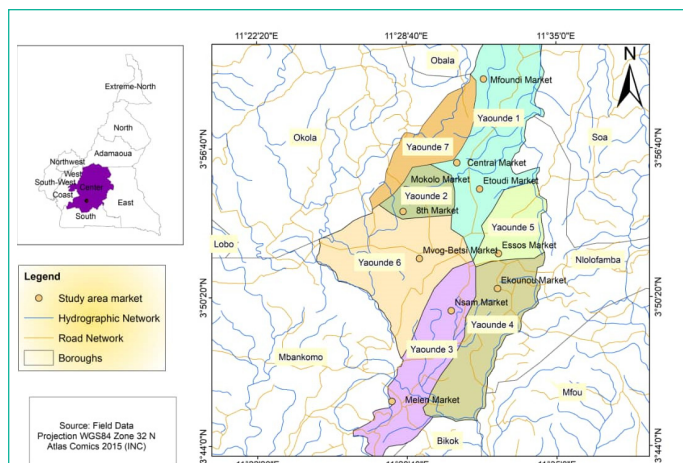 11°22'20"E
11°28'40"E
11°35'0"E
N
Extreme-North
North
Adamaoua
Northwest
West
South-West
Center
Coast
East
South
Obala
Mfoundi Market
Okola
Yaounde 1
Soa
Yaounde 7
3°56'40"N
3°56'40"N
Central Market
Mokolo Market
Etoudi Market
Yaounde 2
8th Market
Yaounde 5
Lobo
Essos Market
Mvog-Betsi Market
Yaounde 6
Nlolofamba
Ekounou Market
3°50'20"N
3°50'20"N
Nsam Market
Yaounde 4
Yaounde 3
Mbankomo
Mfou
Melen Market
Bikok
3°44'0"N
3°44'0"N
Legend
Study area market
Hydrographic Network
Road Network
Boroughs
Source: Field Data
Projection WGS84 Zone 32 N
Atlas Comics 2015 (INC)